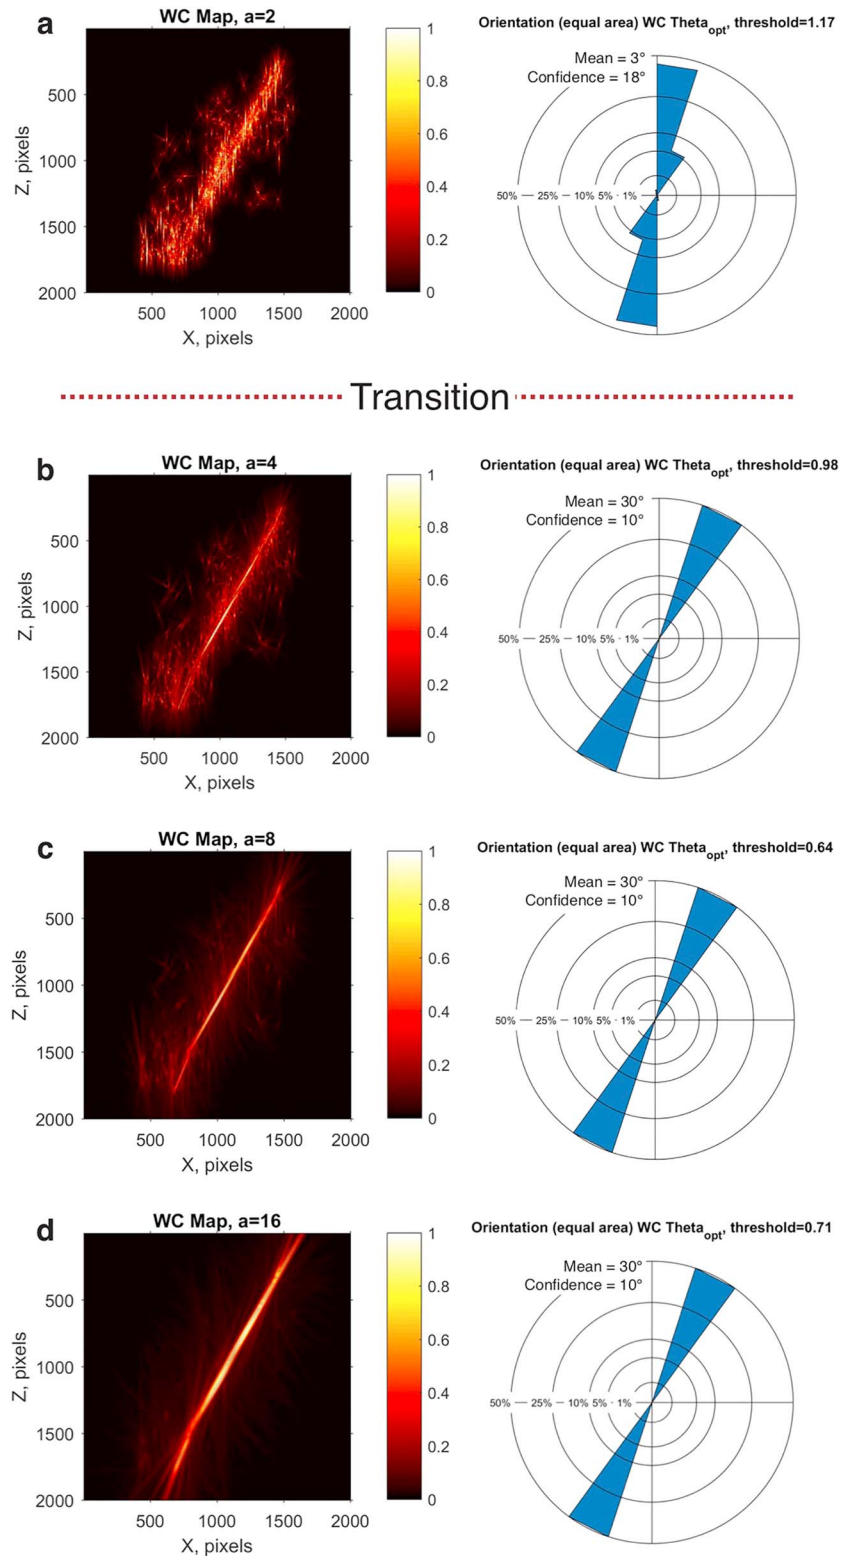 a
WC Map, a=2
Orientation (equal area) WC Theta_opt, threshold=1.17
Mean = 3°
Confidence = 18°
1
0.8
0.6
0.4
0.2
0
500
1000
1500
2000
Z, pixels
500 1000 1500 2000
X, pixels
50% 25% 10% 5% 1%
Transition
b
WC Map, a=4
Orientation (equal area) WC Theta_opt, threshold=0.98
Mean = 30°
Confidence = 10°
1
0.8
0.6
0.4
0.2
0
500
1000
1500
2000
Z, pixels
500 1000 1500 2000
X, pixels
50% 25% 10% 5% 1%
c
WC Map, a=8
Orientation (equal area) WC Theta_opt, threshold=0.64
Mean = 30°
Confidence = 10°
1
0.8
0.6
0.4
0.2
0
500
1000
1500
2000
Z, pixels
500 1000 1500 2000
X, pixels
50% 25% 10% 5% 1%
d
WC Map, a=16
Orientation (equal area) WC Theta_opt, threshold=0.71
Mean = 30°
Confidence = 10°
1
0.8
0.6
0.4
0.2
0
500
1000
1500
2000
Z, pixels
500 1000 1500 2000
X, pixels
50% 25% 10% 5% 1%